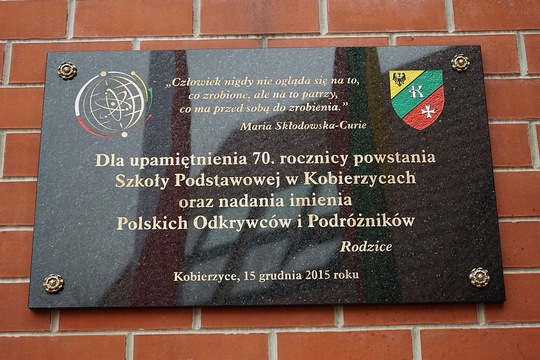 „Człowiek nigdy nie ogląda się na to,
co zrobione, ale na to patrzy,
co ma przed sobą do zrobienia.”
Maria Skłodowska-Curie
K
Dla upamiętnienia 70. rocznicy powstania
Szkoły Podstawowej w Kobierzycach
oraz nadania imienia
Polskich Odkrywców i Podróżników
Rodzice
Kobierzyce, 15 grudnia 2015 roku